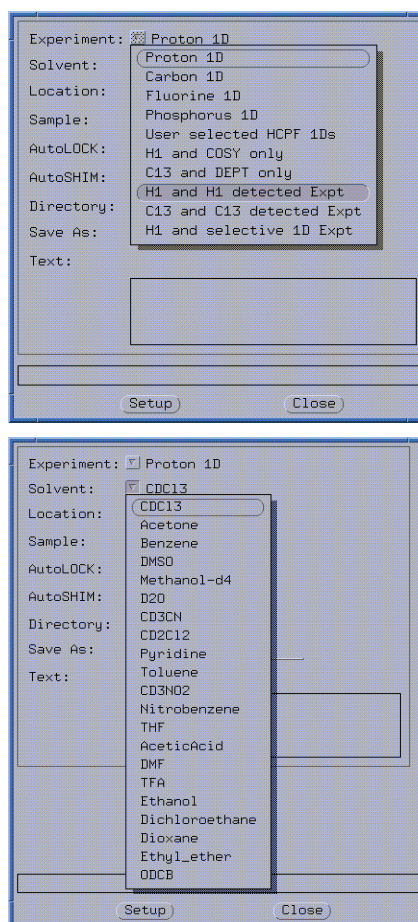 Experiment: Proton 1D
Solvent: Proton 1D
Carbon 1D
Location: Fluorine 1D
Phosphorus 1D
Sample: User selected HCPF 1Ds
AutoLOCK: H1 and COSY only
C13 and DEPT only
AutoSHIM: H1 and H1 detected Expt
Directory: C13 and C13 detected Expt
Save As: H1 and selective 1D Expt
Text:
Setup Close
Experiment: Proton 1D
Solvent: CDCl3
Location: CDCl3
Acetone
Sample: Benzene
DMSO
AutoLOCK: Methanol-d4
AutoSHIM: D2O
CD3CN
Directory: CD2Cl2
Save As: Pyridine
Text: Toluene
CD3NO2
Nitrobenzene
THF
AceticAcid
DMF
TFA
Ethanol
Dichloroethane
Dioxane
Ethyl_ether
ODCB
Setup Close